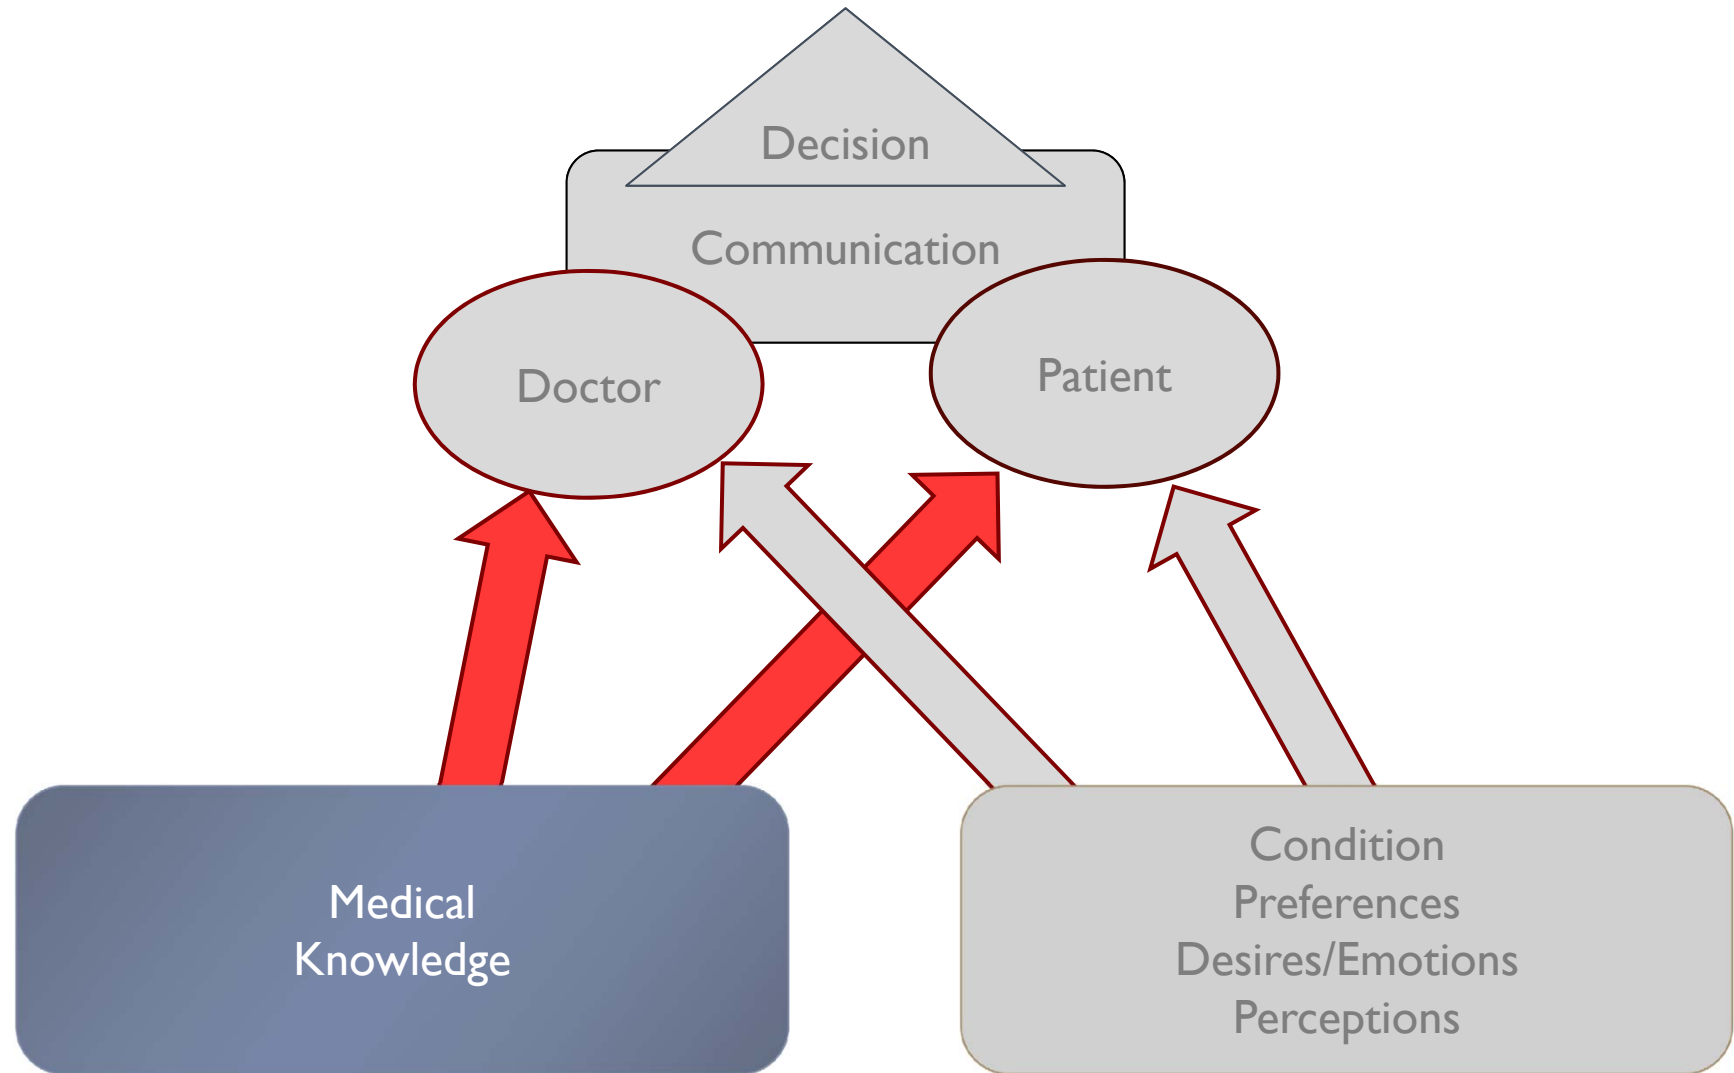 Decision
Communication
Doctor
Patient
Medical
Knowledge
Condition
Preferences
Desires/Emotions
Perceptions